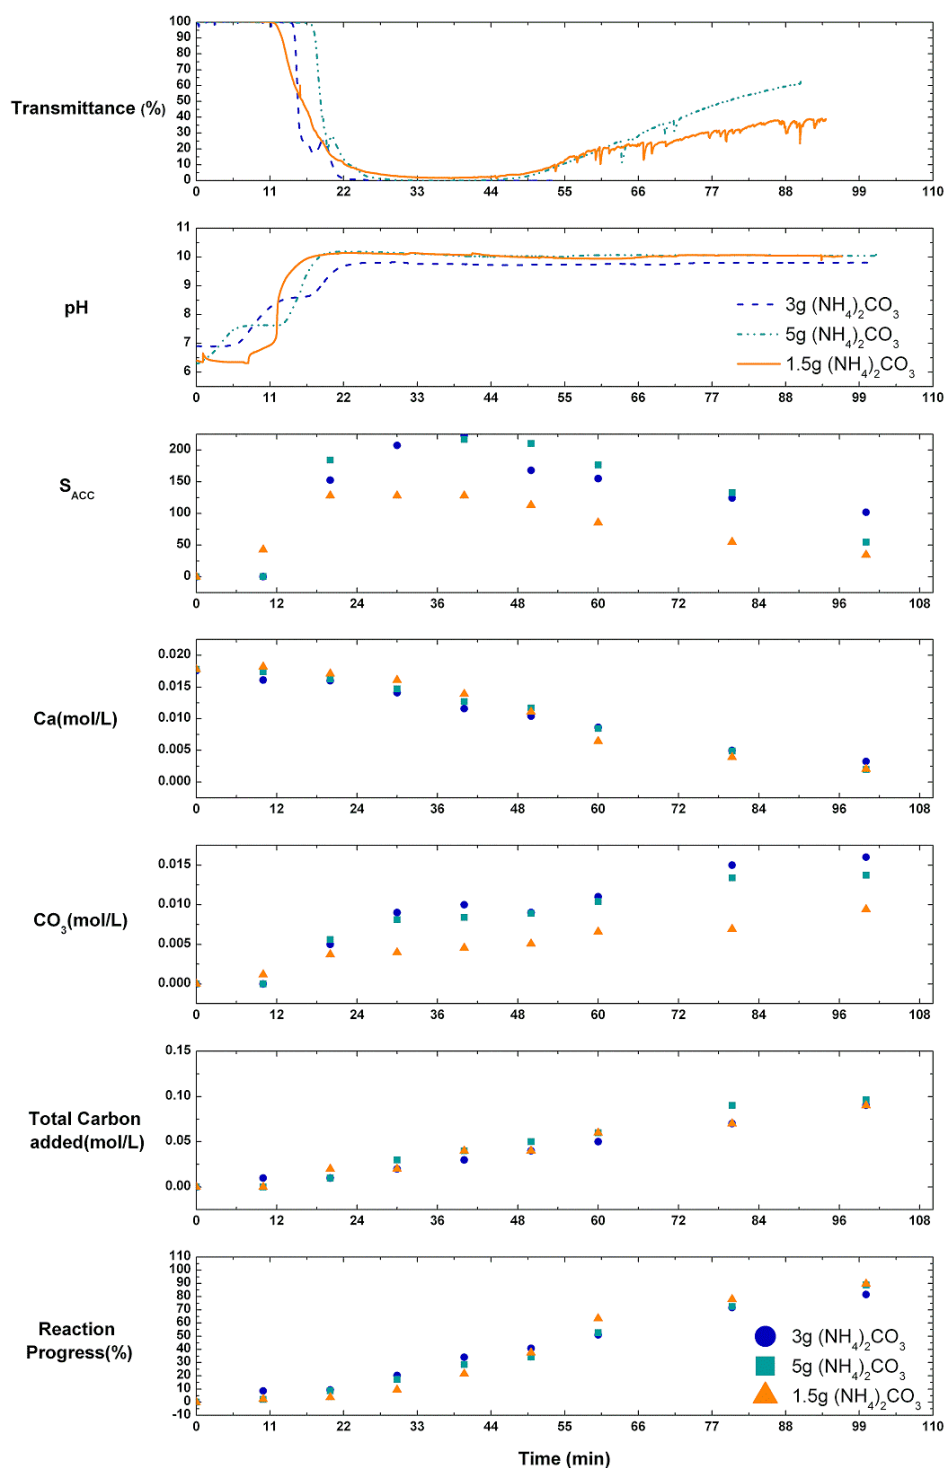 100
90
80
70
60
50
40
30
20
10
0
Transmittance (%)
0 11 22 33 44 55 66 77 88 99 110
11
10
9
8
7
6
pH
3g (NH₄)₂CO₃
5g (NH₄)₂CO₃
1.5g (NH₄)₂CO₃
0 11 22 33 44 55 66 77 88 99 110
200
150
100
50
0
S_ACC
0 12 24 36 48 60 72 84 96 108
0.020
0.015
0.010
0.005
0.000
Ca(mol/L)
0 12 24 36 48 60 72 84 96 108
0.015
0.010
0.005
0.000
CO₃(mol/L)
0 12 24 36 48 60 72 84 96 108
0.15
0.10
0.05
0.00
Total Carbon
added(mol/L)
0 12 24 36 48 60 72 84 96 108
110
100
90
80
70
60
50
40
30
20
10
0
-10
Reaction
Progress(%)
3g (NH₄)₂CO₃
5g (NH₄)₂CO₃
1.5g (NH₄)₂CO₃
0 11 22 33 44 55 66 77 88 99 110
Time (min)